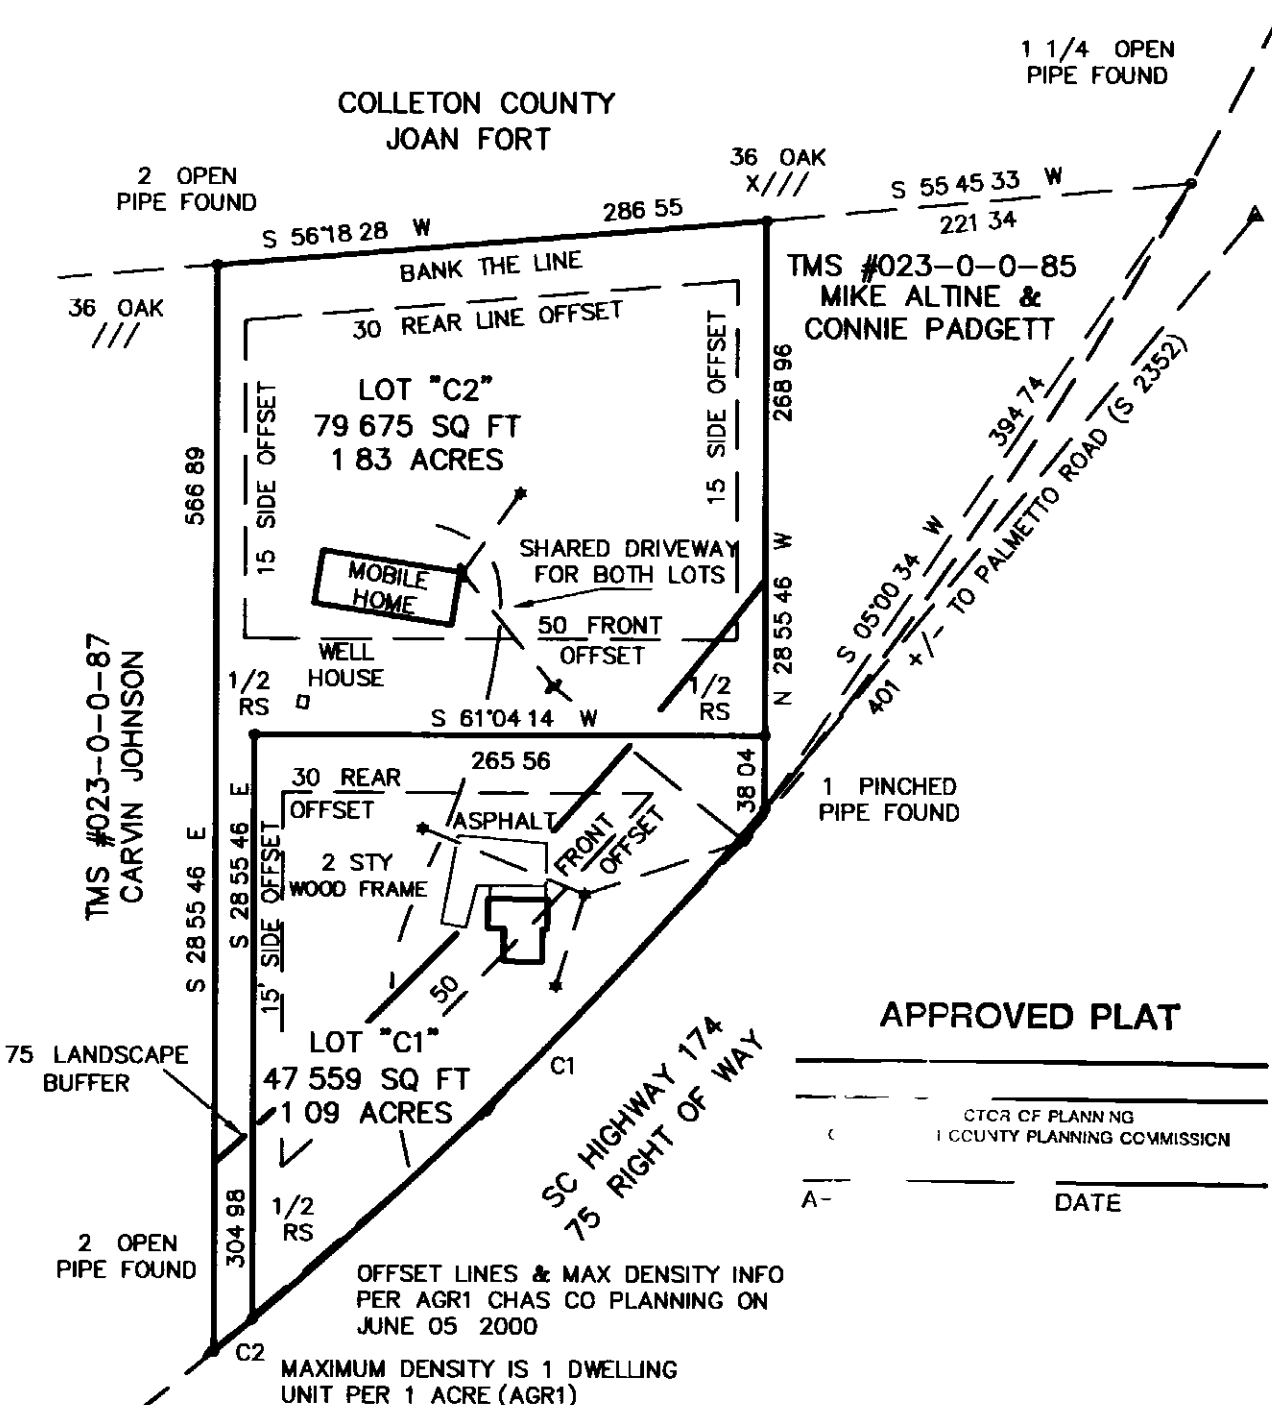 1 1/4 OPEN
PIPE FOUND
COLLETON COUNTY
JOAN FORT
36 OAK
X///
2 OPEN
PIPE FOUND
S 55 45 33 W
221 34
S 56°18 28 W
286 55
BANK THE LINE
36 OAK
///
30 REAR LINE OFFSET
TMS #023-0-0-85
MIKE ALTINE &
CONNIE PADGETT
LOT "C2"
79 675 SQ FT
1 83 ACRES
15 SIDE OFFSET
15 SIDE OFFSET
268 96
566 89
394 74
S 05°00 34 W
401 +/- TO PALMETTO ROAD (S 2352)
MOBILE
HOME
SHARED DRIVEWAY
FOR BOTH LOTS
50 FRONT
OFFSET
N 28 55 46 W
WELL
HOUSE
1/2
RS
1/2
RS
S 61°04 14 W
265 56
TMS #023-0-0-87
CARVIN JOHNSON
38 04
1 PINCHED
PIPE FOUND
30 REAR
OFFSET
ASPHALT
FRONT
OFFSET
50
2 STY
WOOD FRAME
S 28 55 46 E
S 28 55 46 E
15' SIDE OFFSET
LOT "C1"
47 559 SQ FT
1 09 ACRES
75 LANDSCAPE
BUFFER
C1
SC HIGHWAY 174
75 RIGHT OF WAY
APPROVED PLAT
OF PLANNING
COUNTY PLANNING COMMISSION
DATE
304 98
1/2
RS
2 OPEN
PIPE FOUND
C2
OFFSET LINES & MAX DENSITY INFO
PER AGR1 CHAS CO PLANNING ON
JUNE 05 2000
MAXIMUM DENSITY IS 1 DWELLING
UNIT PER 1 ACRE (AGR1)